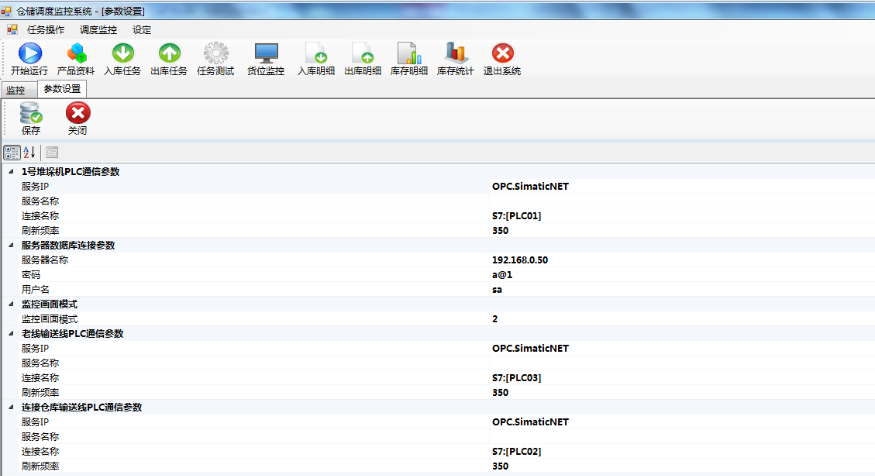 仓储调度监控系统 - [参数设置]
任务操作 调度监控 设定
开始运行 产品资料 入库任务 出库任务 任务测试 货位监控 入库明细 出库明细 库存明细 库存统计 退出系统
监控 参数设置
保存 关闭
1号堆垛机PLC通信参数
服务IP OPC.SimaticNET
服务名称
连接名称 S7:[PLC01]
刷新频率 350
服务器数据库连接参数
服务器名称 192.168.0.50
密码 a@1
用户名 sa
监控画面模式
监控画面模式 2
老线输送线PLC通信参数
服务IP OPC.SimaticNET
服务名称
连接名称 S7:[PLC03]
刷新频率 350
连接仓库输送线PLC通信参数
服务IP OPC.SimaticNET
服务名称
连接名称 S7:[PLC02]
刷新频率 350